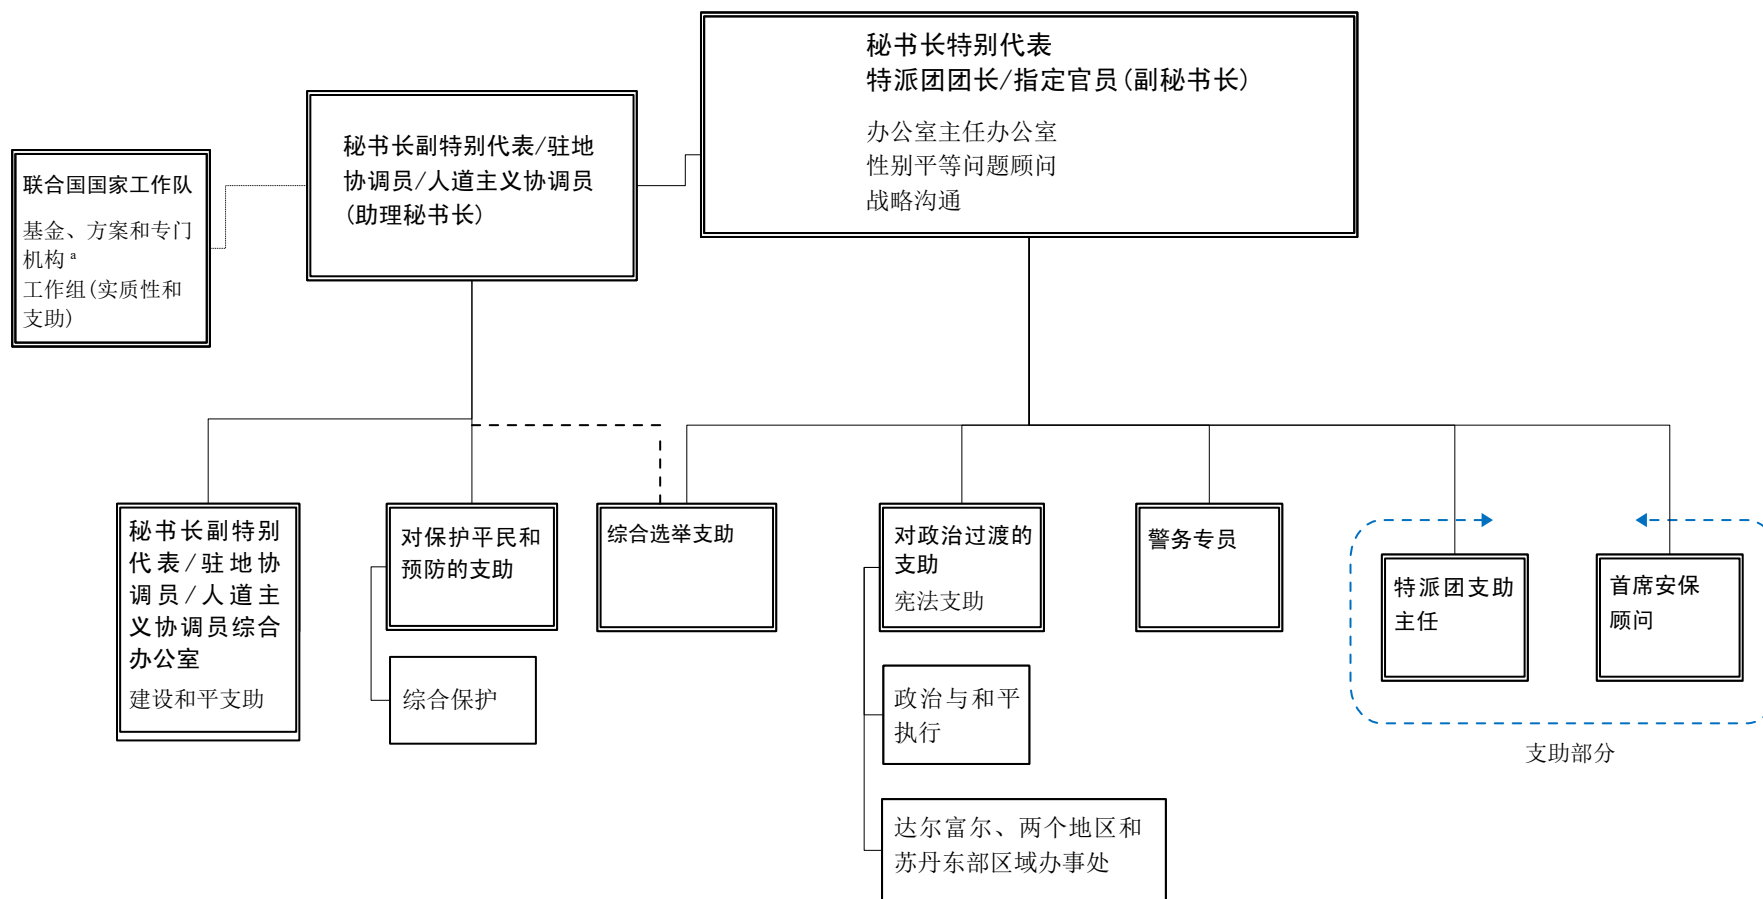 秘书长特别代表
特派团团长/指定官员(副秘书长)
办公室主任办公室
性别平等问题顾问
战略沟通
秘书长副特别代表/驻地
协调员/人道主义协调员
(助理秘书长)
联合国国家工作队
基金、方案和专门
机构ª
工作组(实质性和
支助)
秘书长副特别
代表/驻地协
调员/人道主
义协调员综合
办公室
建设和平支助
对保护平民和
预防的支助
综合保护
综合选举支助
对政治过渡的
支助
宪法支助
政治与和平
执行
达尔富尔、两个地区和
苏丹东部区域办事处
警务专员
特派团支助
主任
首席安保
顾问
支助部分